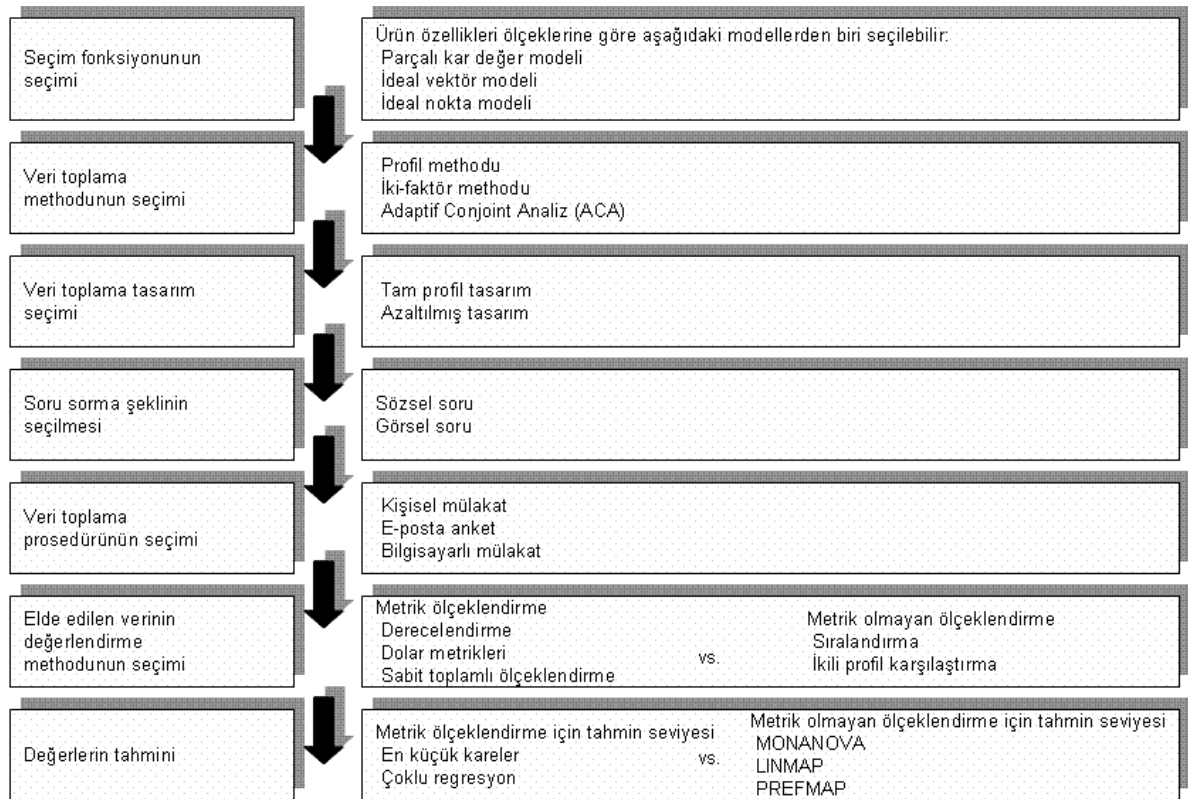 Seçim fonksiyonunun
seçimi
Ürün özellikleri ölçeklerine göre aşağıdaki modellerden biri seçilebilir:
Parçalı kar değer modeli
İdeal vektör modeli
İdeal nokta modeli
Veri toplama
methodunun seçimi
Profil methodu
İki-faktör methodu
Adaptif Conjoint Analiz (ACA)
Veri toplama tasarım
seçimi
Tam profil tasarım
Azaltılmış tasarım
Soru sorma şeklinin
seçilmesi
Sözsel soru
Görsel soru
Veri toplama
prosedürünün seçimi
Kişisel mülakat
E-posta anket
Bilgisayarlı mülakat
Elde edilen verinin
değerlendirme
methodunun seçimi
Metrik ölçeklendirme
Derecelendirme
Dolar metrikleri
Sabit toplamlı ölçeklendirme
vs.
Metrik olmayan ölçeklendirme
Sıralandırma
İkili profil karşılaştırma
Değerlerin tahmini
Metrik ölçeklendirme için tahmin seviyesi
En küçük kareler
Çoklu regresyon
vs.
Metrik olmayan ölçeklendirme için tahmin seviyesi
MONANOVA
LINMAP
PREFMAP